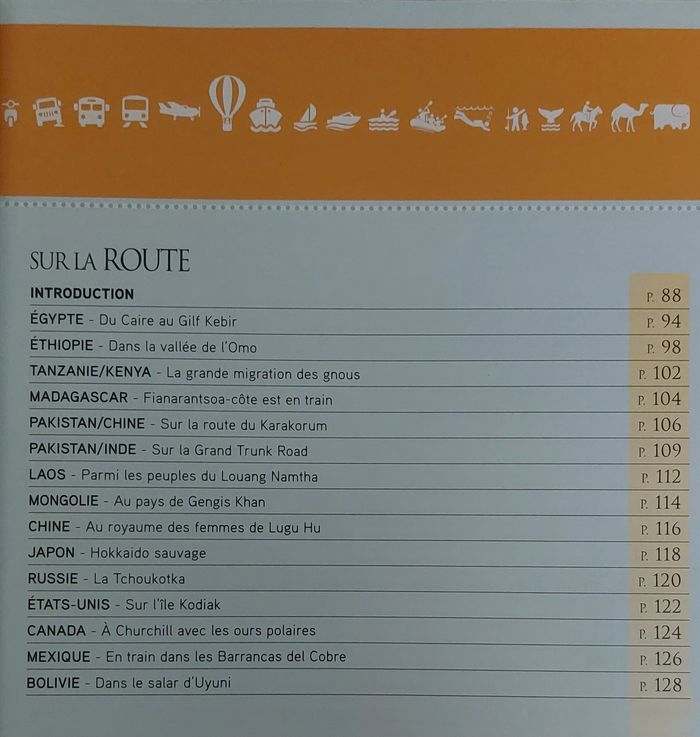 SUR LA ROUTE
INTRODUCTION P. 88
ÉGYPTE - Du Caire au Gilf Kebir P. 94
ÉTHIOPIE - Dans la vallée de l'Omo P. 98
TANZANIE/KENYA - La grande migration des gnous P. 102
MADAGASCAR - Fianarantsoa-côte est en train P. 104
PAKISTAN/CHINE - Sur la route du Karakorum P. 106
PAKISTAN/INDE - Sur la Grand Trunk Road P. 109
LAOS - Parmi les peuples du Louang Namtha P. 112
MONGOLIE - Au pays de Gengis Khan P. 114
CHINE - Au royaume des femmes de Lugu Hu P. 116
JAPON - Hokkaido sauvage P. 118
RUSSIE - La Tchoukotka P. 120
ÉTATS-UNIS - Sur l'île Kodiak P. 122
CANADA - À Churchill avec les ours polaires P. 124
MEXIQUE - En train dans les Barrancas del Cobre P. 126
BOLIVIE - Dans le salar d'Uyuni P. 128